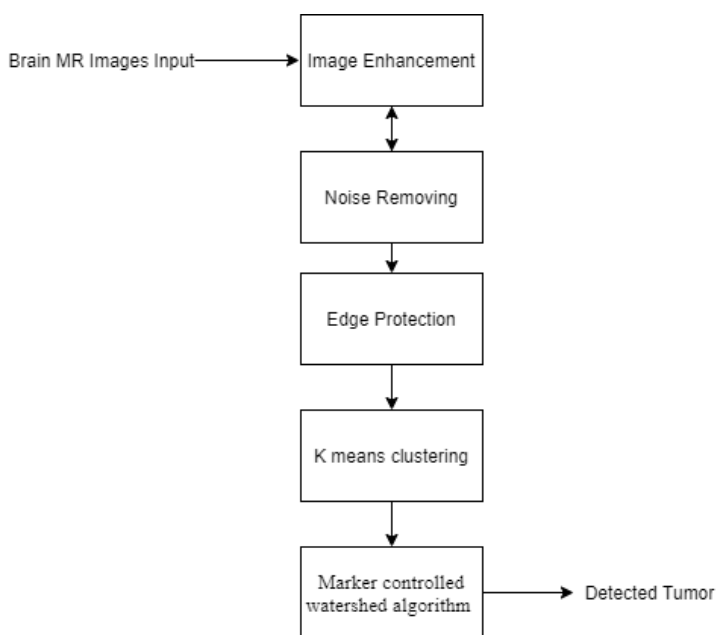 Brain MR Images Input
Image Enhancement
Noise Removing
Edge Protection
K means clustering
Marker controlled
watershed algorithm
Detected Tumor